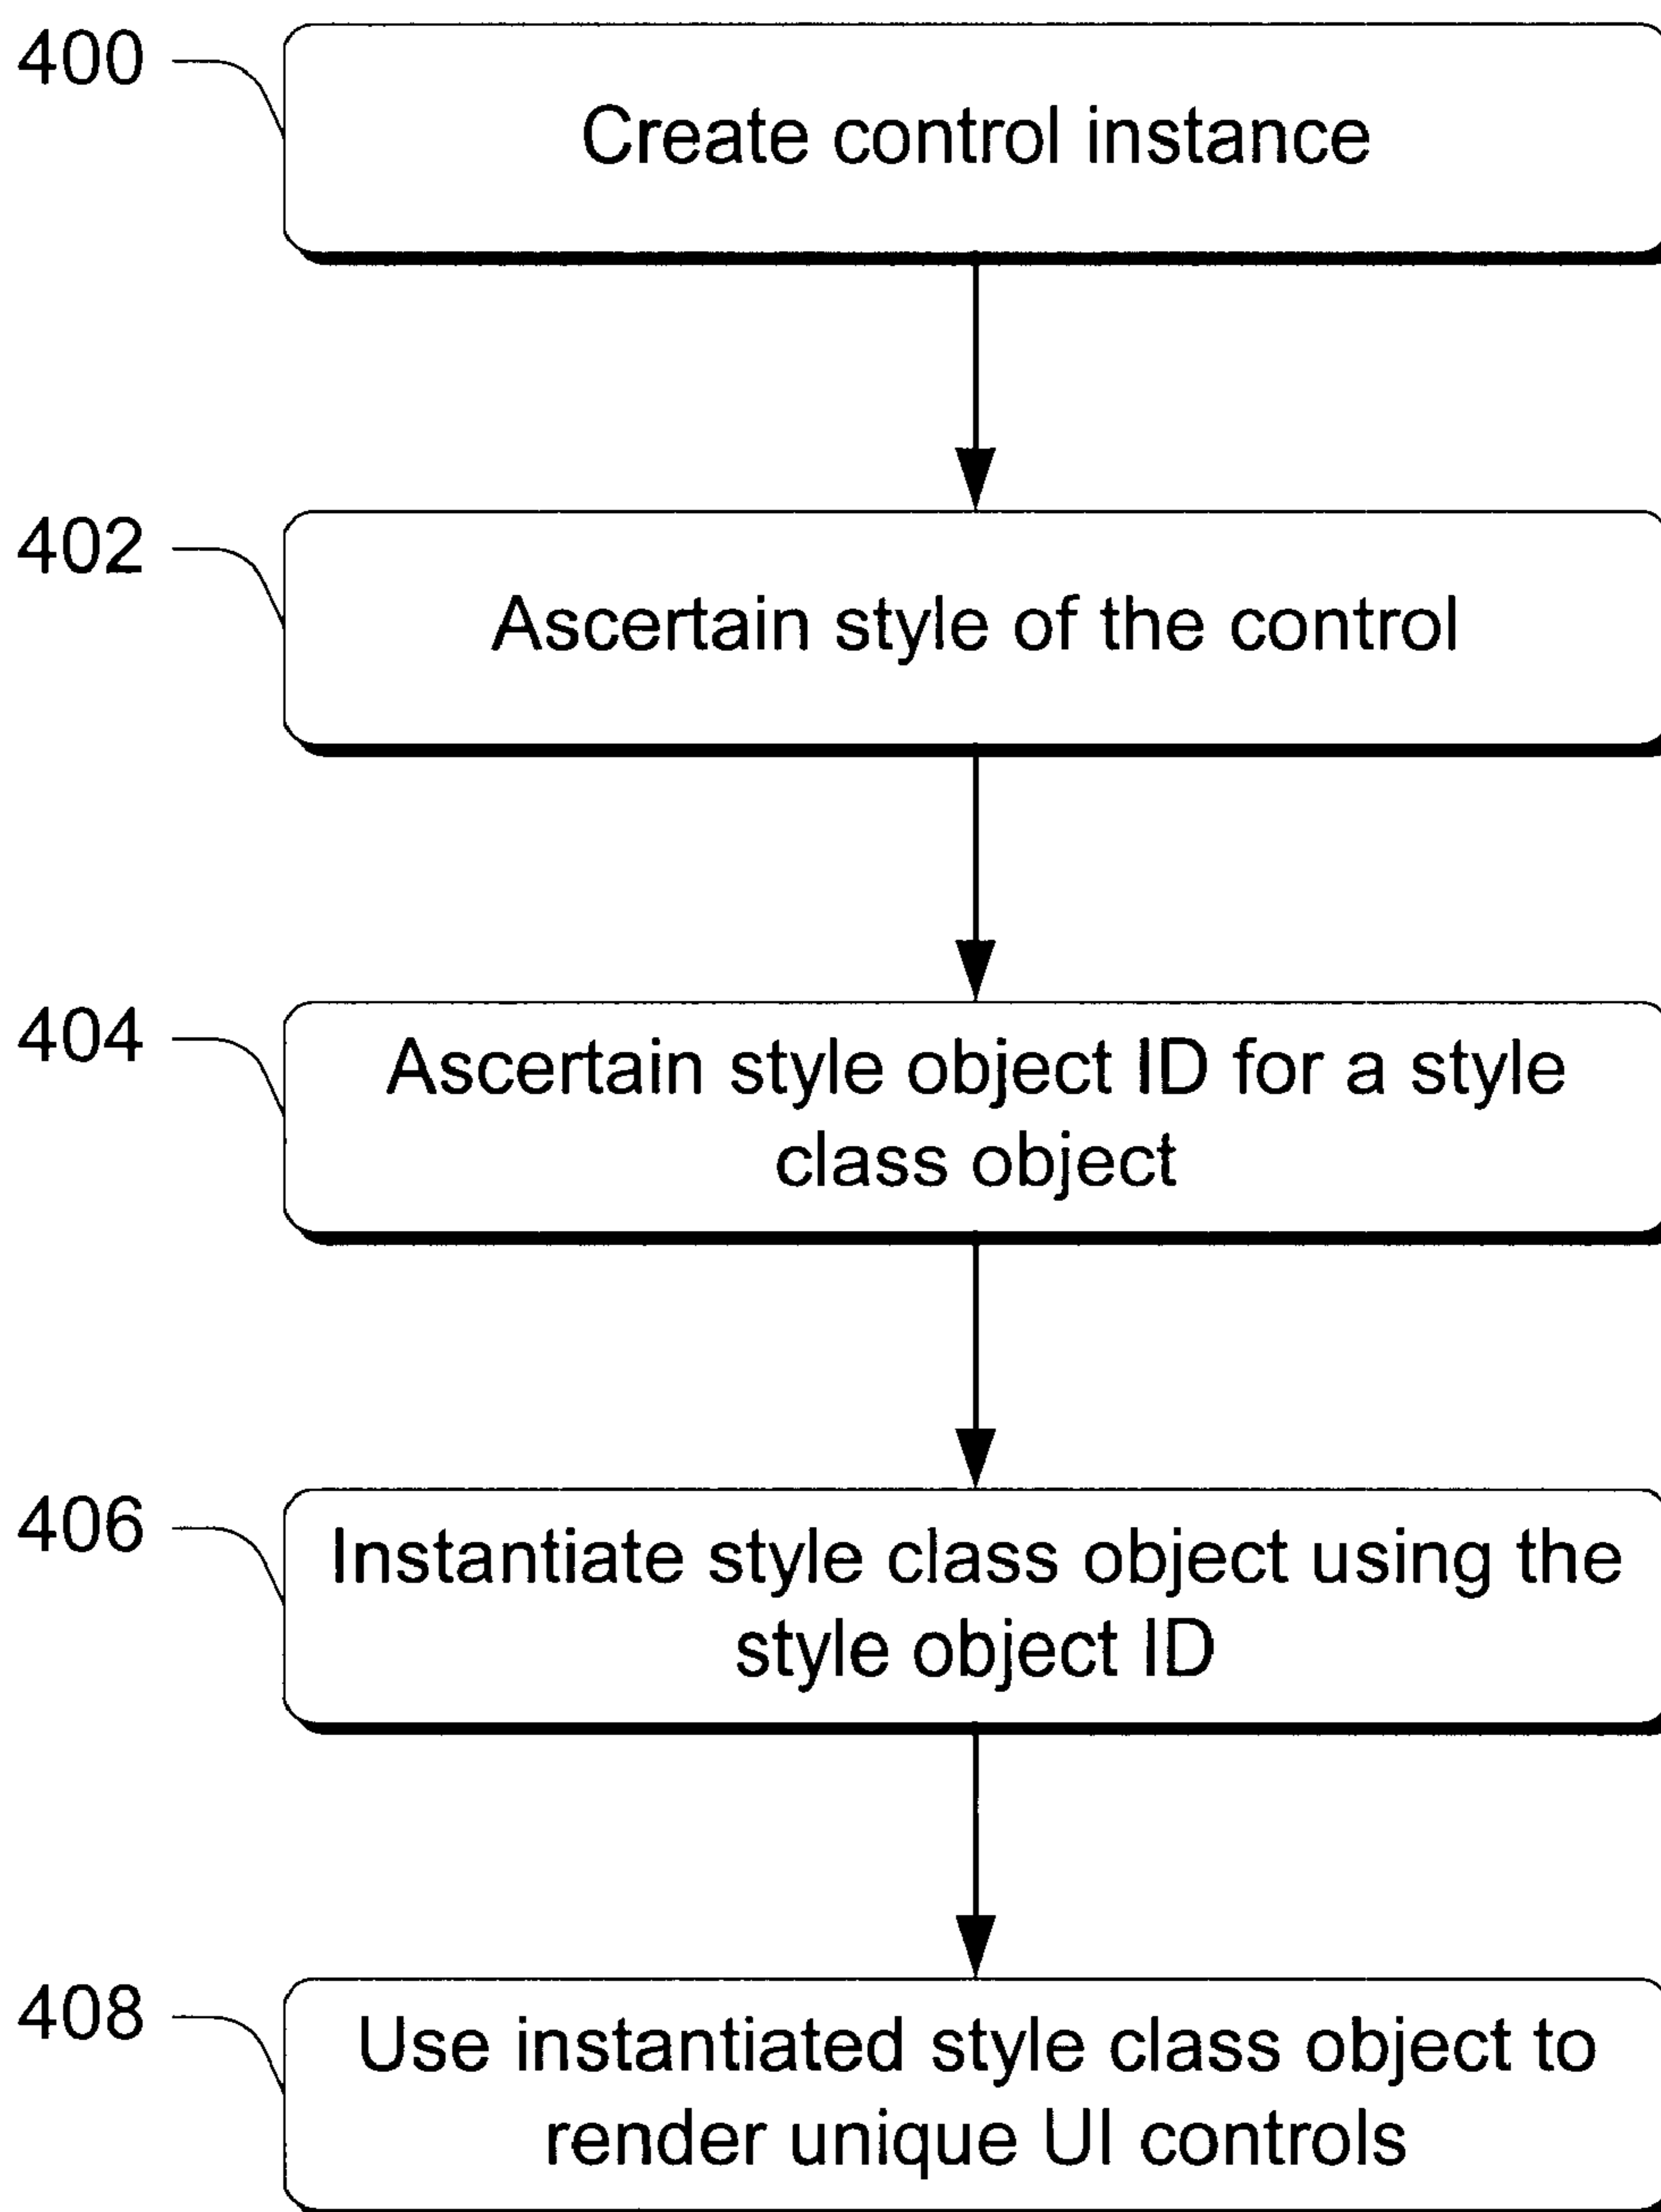 400
Create control instance
402
Ascertain style of the control
404
Ascertain style object ID for a style
class object
406
Instantiate style class object using the
style object ID
408
Use instantiated style class object to
render unique UI controls